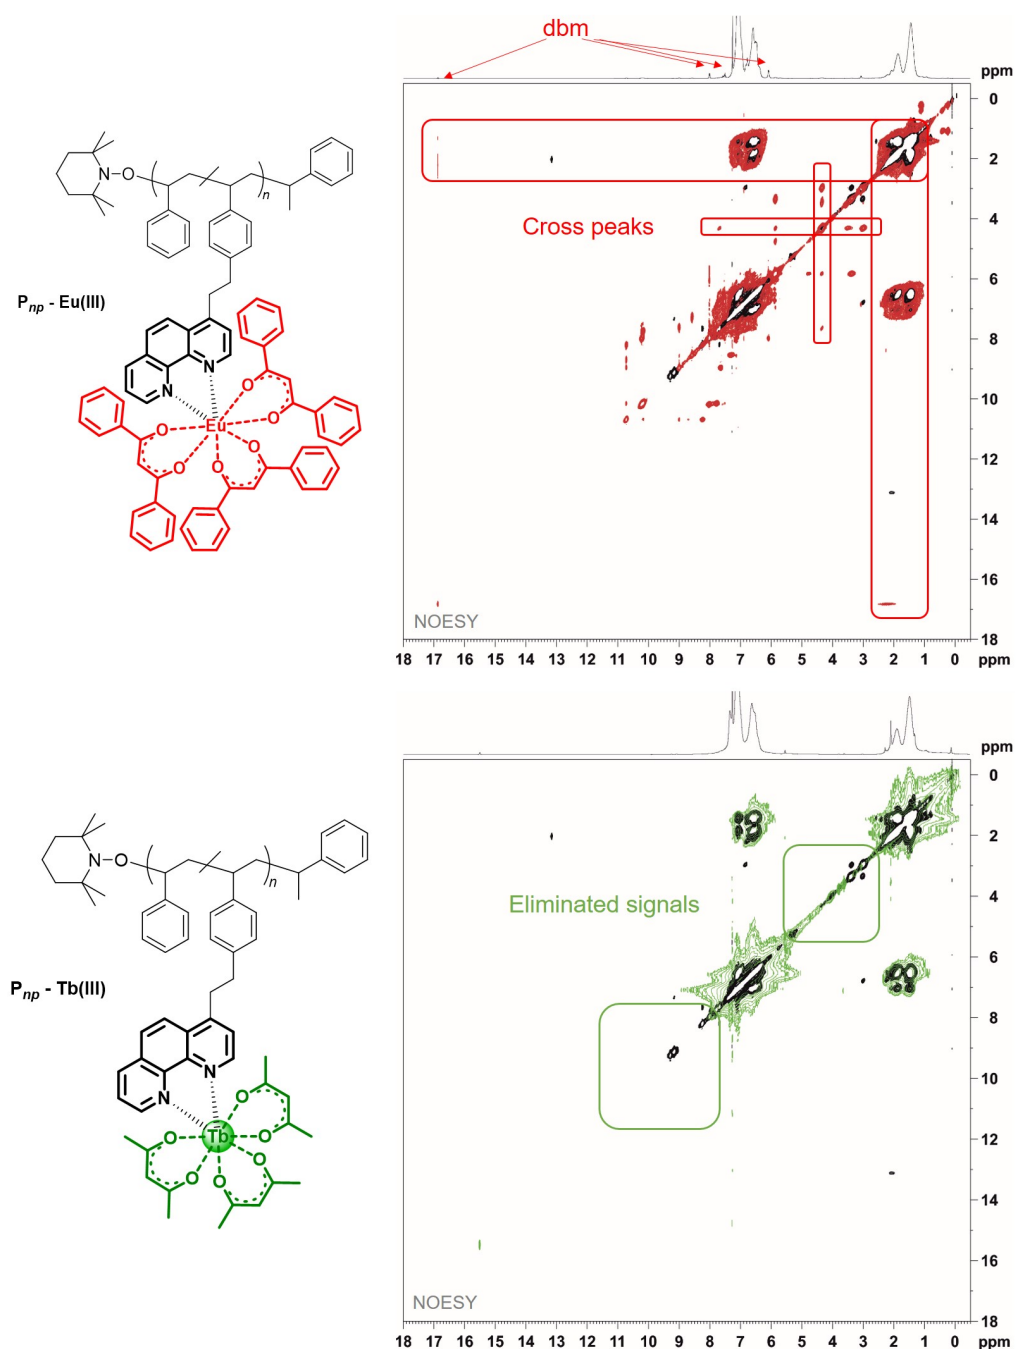 dbm
ppm
0
2
4
6
8
10
12
14
16
18
Cross peaks
NOESY
18 17 16 15 14 13 12 11 10 9 8 7 6 5 4 3 2 1 0 ppm
N
O
n
P_np - Eu(III)
N
N
O
O
Eu
O
O
O
O
ppm
0
2
4
6
8
10
12
14
16
18
Eliminated signals
NOESY
18 17 16 15 14 13 12 11 10 9 8 7 6 5 4 3 2 1 0 ppm
N
O
n
P_np - Tb(III)
N
N
O
O
Tb
O
O
O
O